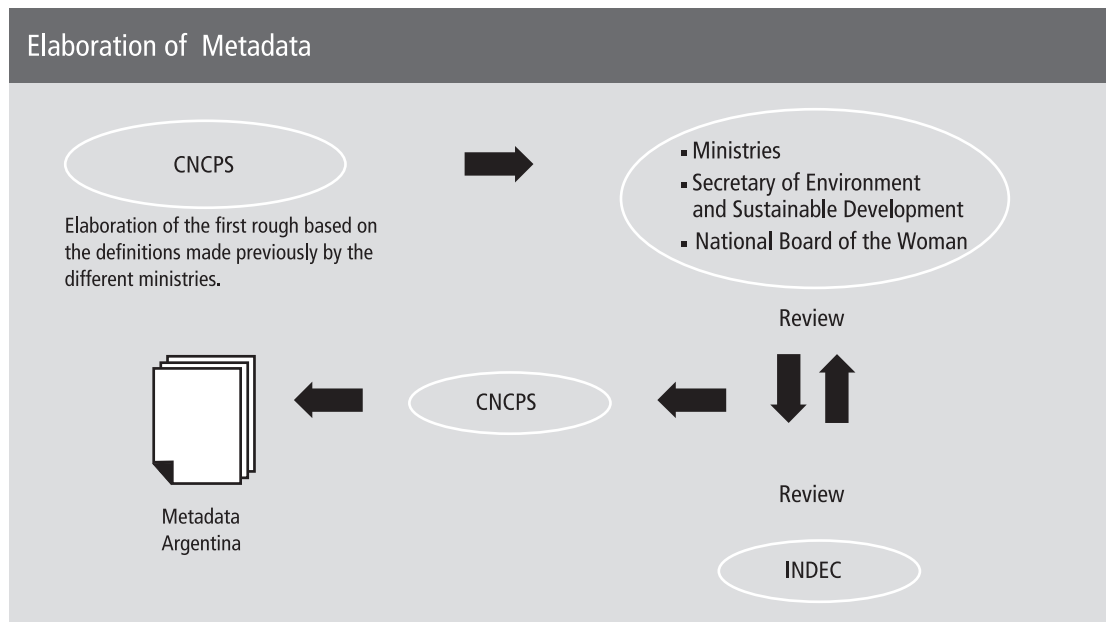 Elaboration of Metadata
CNCPS
Elaboration of the first rough based on
the definitions made previously by the
different ministries.
▪ Ministries
▪ Secretary of Environment
and Sustainable Development
▪ National Board of the Woman
Review
CNCPS
Metadata
Argentina
Review
INDEC